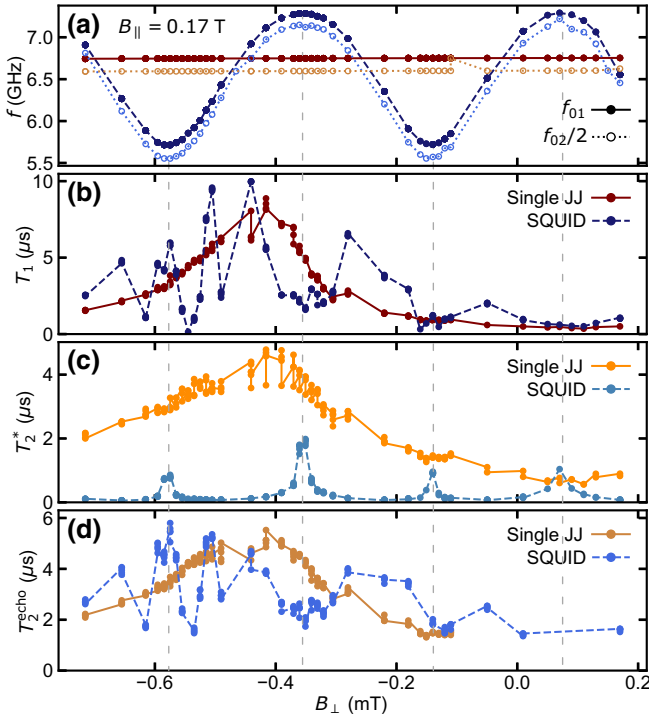 (a) B∥ = 0.17 T
f (GHz)
7.0
6.5
6.0
5.5
f₀₁
f₀₂/2
(b)
T₁ (μs)
10
5
0
Single JJ
SQUID
(c)
T₂* (μs)
4
2
0
Single JJ
SQUID
(d)
T₂ᵉᶜʰᵒ (μs)
6
4
2
0
Single JJ
SQUID
−0.6 −0.4 −0.2 0.0 0.2
B⊥ (mT)